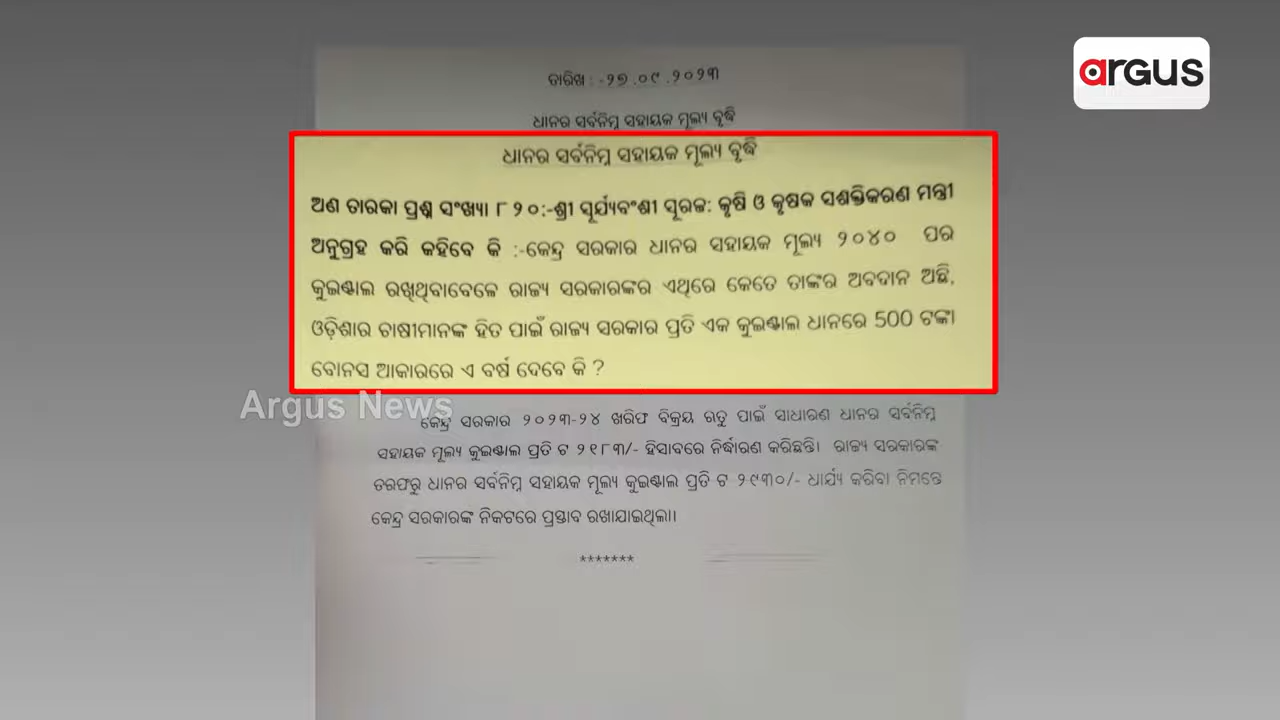 argus
ତାରିଖ : -୨୭ .୦୯ .୨୦୨୩
ଧାନର ସର୍ବନିମ୍ନ ସହାୟକ ମୂଲ୍ୟ ବୃଦ୍ଧି
ଧାନର ସର୍ବନିମ୍ନ ସହାୟକ ମୂଲ୍ୟ ବୃଦ୍ଧି
ଅଣ ତାରକା ପ୍ରଶ୍ନ ସଂଖ୍ୟା ୮୨୦:-ଶ୍ରୀ ସୂର୍ଯ୍ୟବଂଶୀ ସୂରଜ: କୃଷି ଓ କୃଷକ ସଶକ୍ତିକରଣ ମନ୍ତ୍ରୀ
ଅନୁଗ୍ରହ କରି କହିବେ କି :-କେନ୍ଦ୍ର ସରକାର ଧାନର ସହାୟକ ମୂଲ୍ୟ ୨୦୪୦ ପର
କୁଇଣ୍ଟାଲ ରଖିଥିବାବେଳେ ରାଜ୍ୟ ସରକାରଙ୍କର ଏଥିରେ କେତେ ତାଙ୍କର ଅବଦାନ ଅଛି,
ଓଡ଼ିଶାର ଚାଷୀମାନଙ୍କ ହିତ ପାଇଁ ରାଜ୍ୟ ସରକାର ପ୍ରତି ଏକ କୁଇଣ୍ଟାଲ ଧାନରେ 500 ଟଙ୍କା
ବୋନସ ଆକାରରେ ଏ ବର୍ଷ ଦେବେ କି ?
Argus News
କେନ୍ଦ୍ର ସରକାର ୨୦୨୩-୨୪ ଖରିଫ ବିକ୍ରୟ ଋତୁ ପାଇଁ ସାଧାରଣ ଧାନର ସର୍ବନିମ୍ନ
ସହାୟକ ମୂଲ୍ୟ କୁଇଣ୍ଟାଲ ପ୍ରତି ଟ ୨୧୮୩/- ହିସାବରେ ନିର୍ଦ୍ଧାରଣ କରିଛନ୍ତି। ରାଜ୍ୟ ସରକାରଙ୍କ
ତରଫରୁ ଧାନର ସର୍ବନିମ୍ନ ସହାୟକ ମୂଲ୍ୟ କୁଇଣ୍ଟାଲ ପ୍ରତି ଟ ୨୯୩୦/- ଧାର୍ଯ୍ୟ କରିବା ନିମନ୍ତେ
କେନ୍ଦ୍ର ସରକାରଙ୍କ ନିକଟରେ ପ୍ରସ୍ତାବ ରଖାଯାଇଥିଲା।
*******